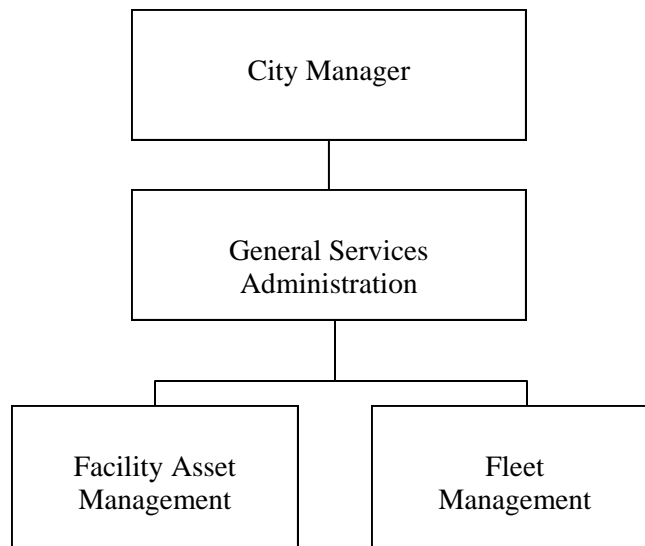 City Manager
General Services
Administration
Facility Asset
Management
Fleet
Management